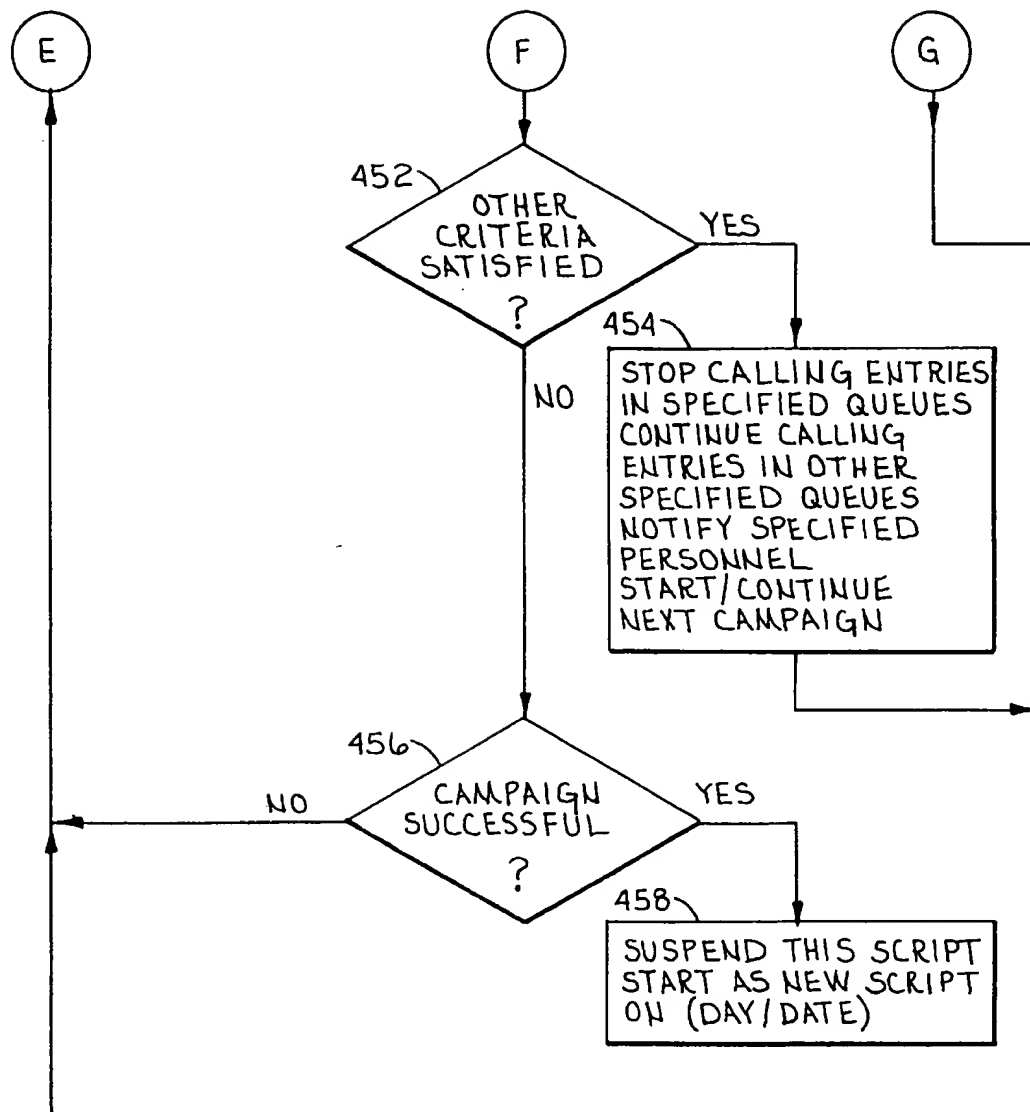 E
F
G
452
OTHER
CRITERIA
SATISFIED
?
YES
NO
454
STOP CALLING ENTRIES
IN SPECIFIED QUEUES
CONTINUE CALLING
ENTRIES IN OTHER
SPECIFIED QUEUES
NOTIFY SPECIFIED
PERSONNEL
START/CONTINUE
NEXT CAMPAIGN
456
CAMPAIGN
SUCCESSFUL
?
NO
YES
458
SUSPEND THIS SCRIPT
START AS NEW SCRIPT
ON (DAY/DATE)